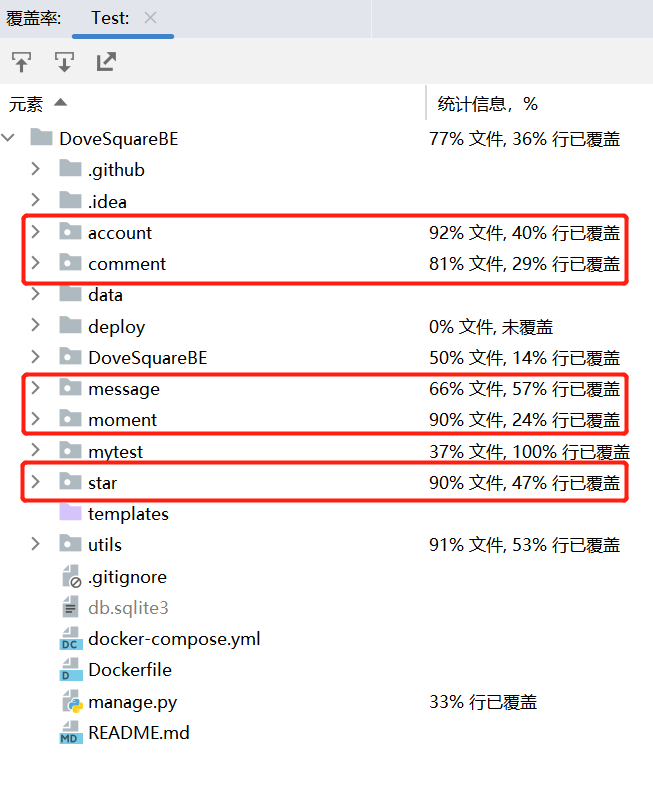 覆盖率: Test:
元素 统计信息, %
DoveSquareBE 77% 文件, 36% 行已覆盖
.github
.idea
account 92% 文件, 40% 行已覆盖
comment 81% 文件, 29% 行已覆盖
data
deploy 0% 文件, 未覆盖
DoveSquareBE 50% 文件, 14% 行已覆盖
message 66% 文件, 57% 行已覆盖
moment 90% 文件, 24% 行已覆盖
mytest 37% 文件, 100% 行已覆盖
star 90% 文件, 47% 行已覆盖
templates
utils 91% 文件, 53% 行已覆盖
.gitignore
db.sqlite3
DC docker-compose.yml
D Dockerfile
manage.py 33% 行已覆盖
MD README.md